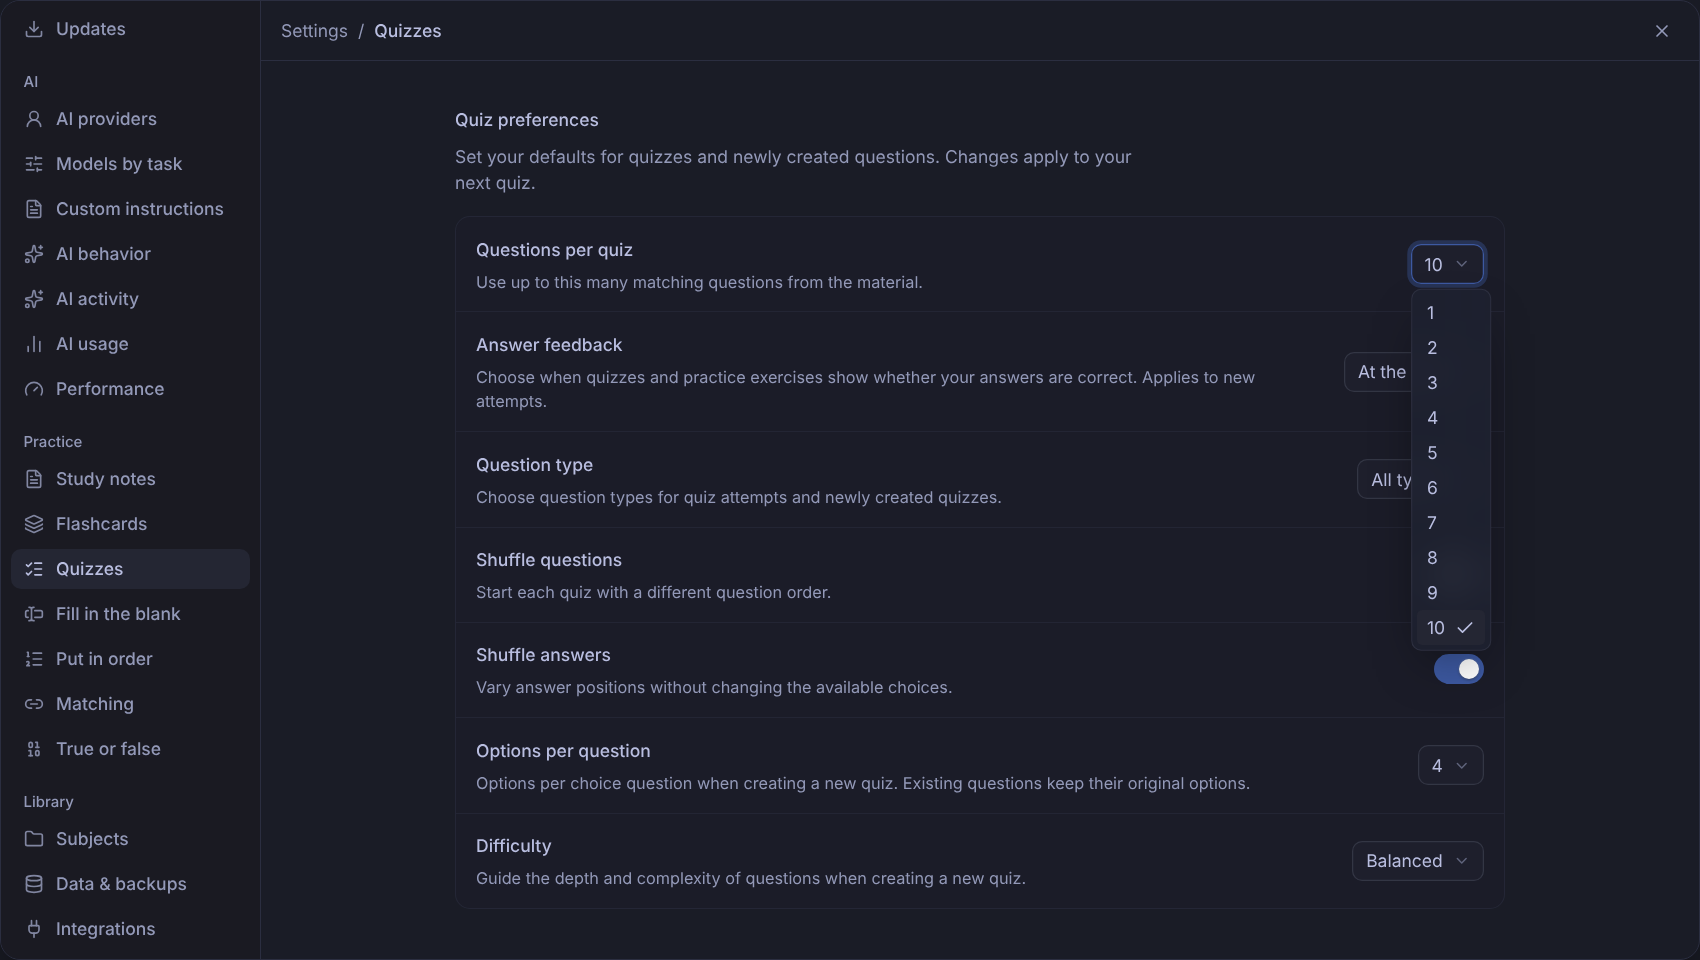 Updates
AI
AI providers
Models by task
Custom instructions
AI behavior
AI activity
AI usage
Performance
Practice
Study notes
Flashcards
Quizzes
Fill in the blank
Put in order
Matching
True or false
Library
Subjects
Data & backups
Integrations
Settings / Quizzes
Quiz preferences
Set your defaults for quizzes and newly created questions. Changes apply to your
next quiz.
Questions per quiz
Use up to this many matching questions from the material.
10
1
2
3
4
5
6
7
8
9
10
Answer feedback
Choose when quizzes and practice exercises show whether your answers are correct. Applies to new
attempts.
At the
Question type
Choose question types for quiz attempts and newly created quizzes.
All ty
Shuffle questions
Start each quiz with a different question order.
Shuffle answers
Vary answer positions without changing the available choices.
Options per question
Options per choice question when creating a new quiz. Existing questions keep their original options.
4
Difficulty
Guide the depth and complexity of questions when creating a new quiz.
Balanced